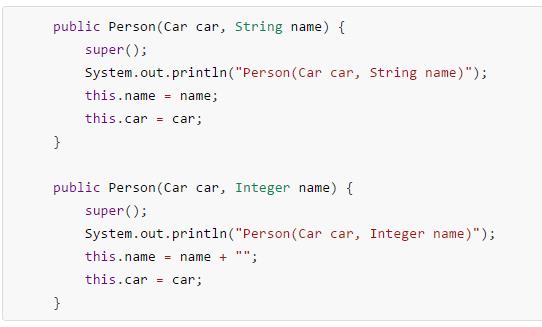 public Person(Car car, String name) {
super();
System.out.println("Person(Car car, String name)");
this.name = name;
this.car = car;
}
public Person(Car car, Integer name) {
super();
System.out.println("Person(Car car, Integer name)");
this.name = name + "";
this.car = car;
}